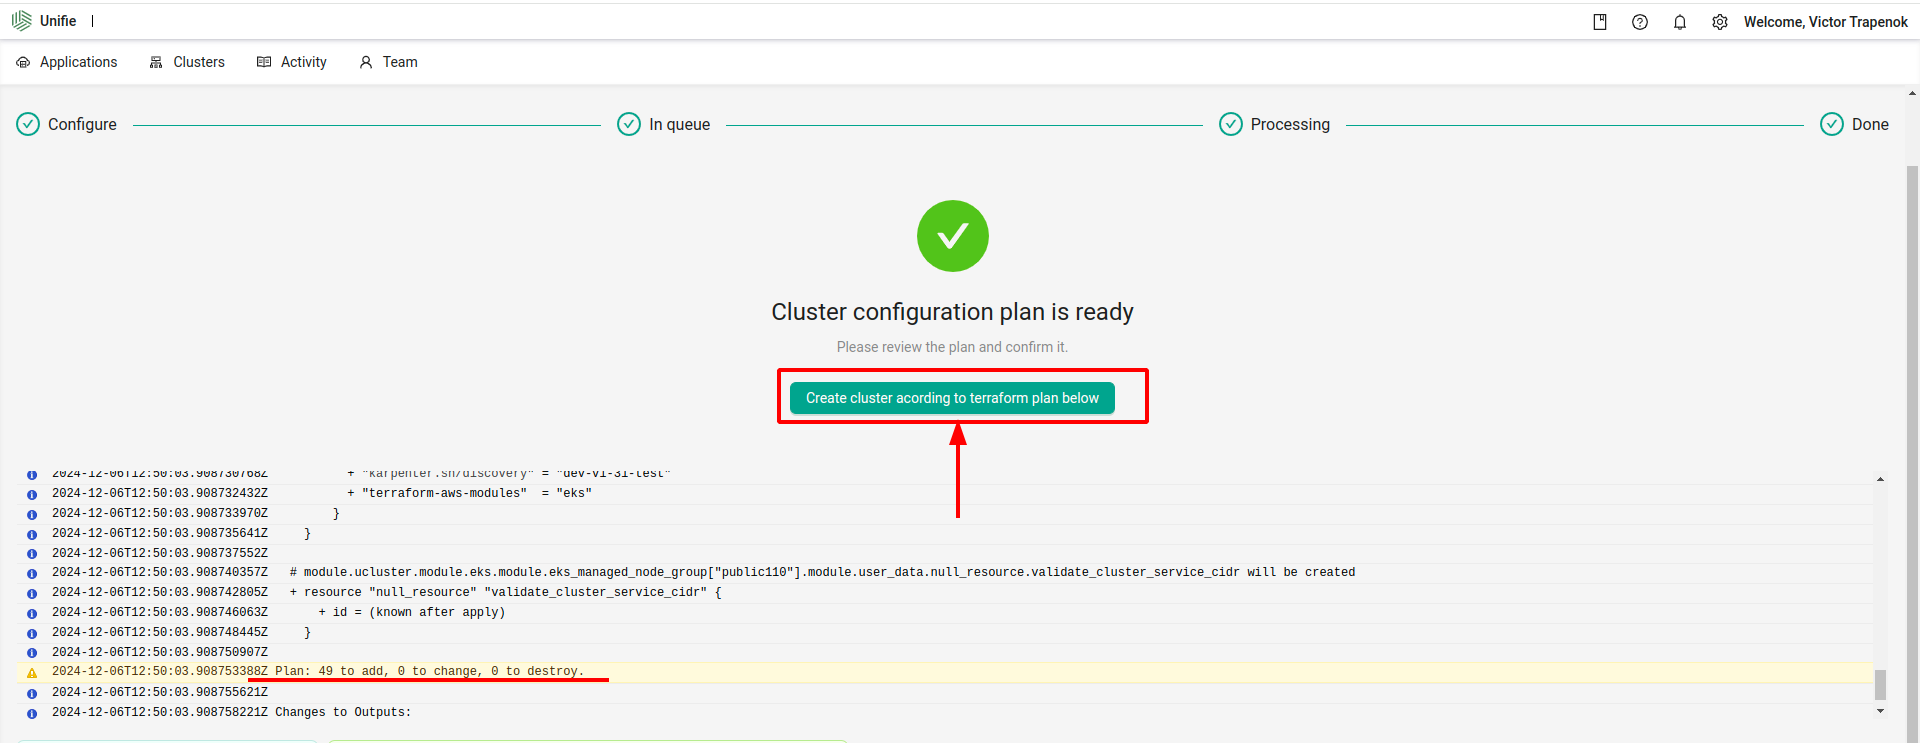 Unifie |
Welcome, Victor Trapenok
Applications Clusters Activity Team
Configure In queue Processing Done
Cluster configuration plan is ready
Please review the plan and confirm it.
Create cluster acording to terraform plan below
2024-12-06T12:50:03.908730768Z + "karpenter.sh/discovery" = "dev-v1-31-test"
2024-12-06T12:50:03.908732432Z + "terraform-aws-modules" = "eks"
2024-12-06T12:50:03.908733970Z }
2024-12-06T12:50:03.908735641Z }
2024-12-06T12:50:03.908737552Z
2024-12-06T12:50:03.908740357Z # module.ucluster.module.eks.module.eks_managed_node_group["public110"].module.user_data.null_resource.validate_cluster_service_cidr will be created
2024-12-06T12:50:03.908742805Z + resource "null_resource" "validate_cluster_service_cidr" {
2024-12-06T12:50:03.908746063Z + id = (known after apply)
2024-12-06T12:50:03.908748445Z }
2024-12-06T12:50:03.908750907Z
2024-12-06T12:50:03.908753388Z Plan: 49 to add, 0 to change, 0 to destroy.
2024-12-06T12:50:03.908755621Z
2024-12-06T12:50:03.908758221Z Changes to Outputs: